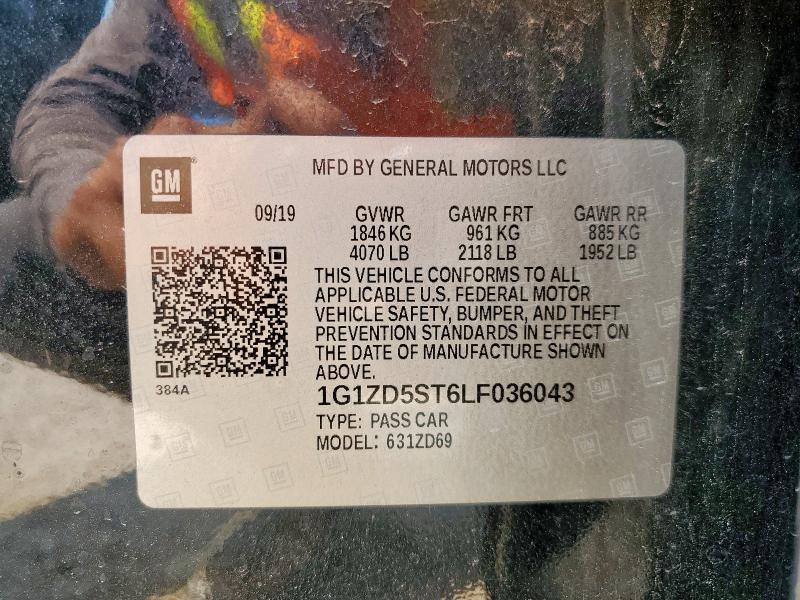 GM
MFD BY GENERAL MOTORS LLC
09/19 GVWR GAWR FRT GAWR RR
1846 KG 961 KG 885 KG
4070 LB 2118 LB 1952 LB
THIS VEHICLE CONFORMS TO ALL
APPLICABLE U.S. FEDERAL MOTOR
VEHICLE SAFETY, BUMPER, AND THEFT
PREVENTION STANDARDS IN EFFECT ON
THE DATE OF MANUFACTURE SHOWN
ABOVE.
384A
1G1ZD5ST6LF036043
TYPE: PASS CAR
MODEL: 631ZD69